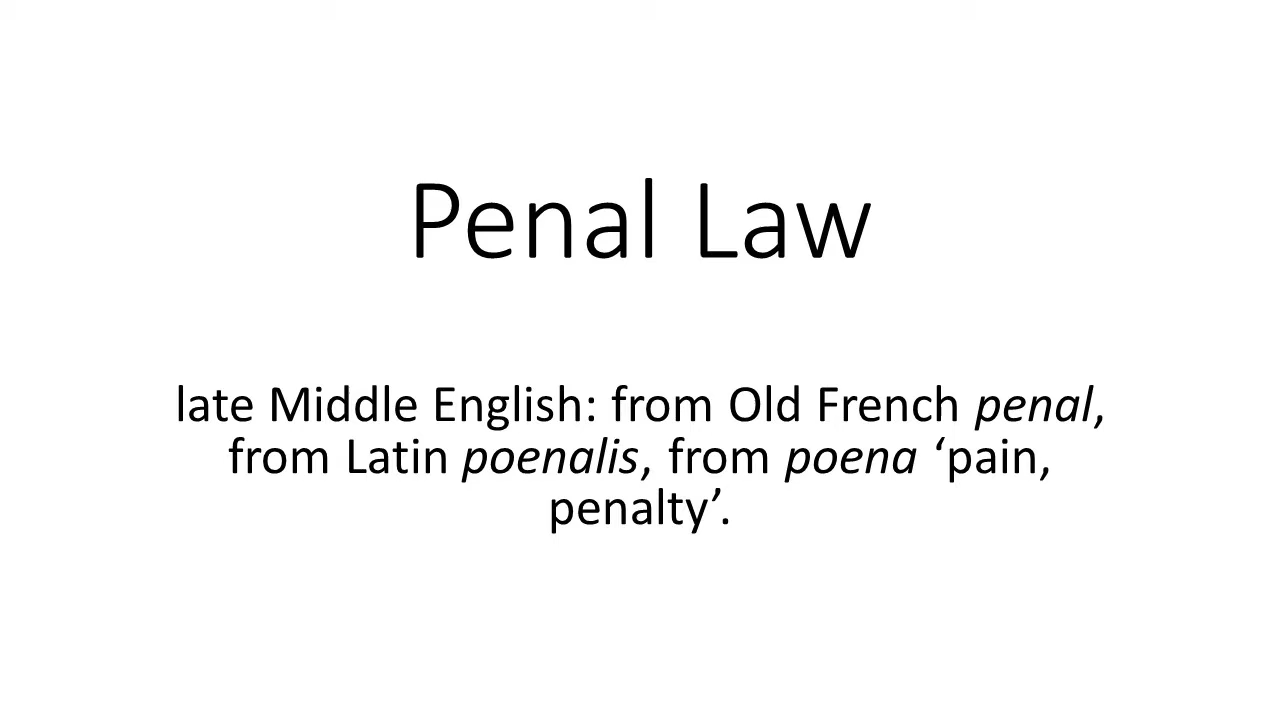 Penal Law
late Middle English: from Old French penal,
from Latin poenalis, from poena ‘pain,
penalty’.